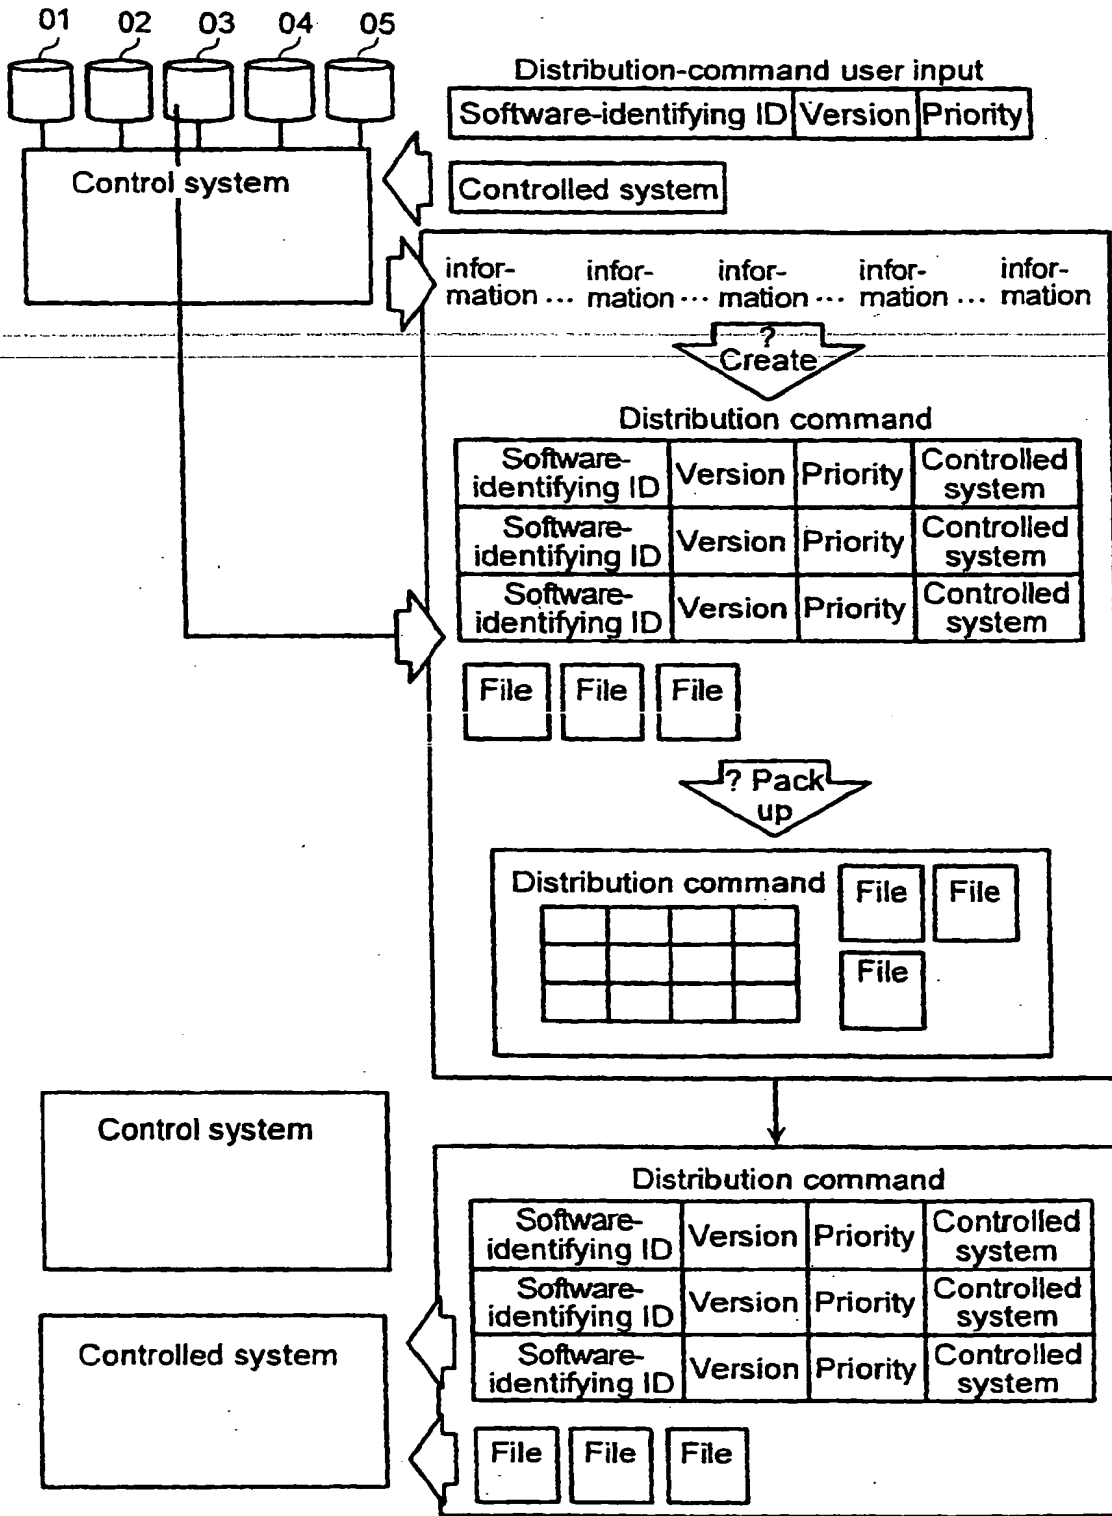 01 02 03 04 05
Distribution-command user input
Software-identifying ID Version Priority
Control system
Controlled system
infor- infor- infor- infor- infor-
mation ... mation ... mation ... mation ... mation
?
Create
Distribution command
Software- Version Priority Controlled
identifying ID system
Software- Version Priority Controlled
identifying ID system
Software- Version Priority Controlled
identifying ID system
File File File
? Pack
up
Distribution command File File
File
Control system
Distribution command
Software- Version Priority Controlled
identifying ID system
Software- Version Priority Controlled
identifying ID system
Controlled system
Software- Version Priority Controlled
identifying ID system
File File File